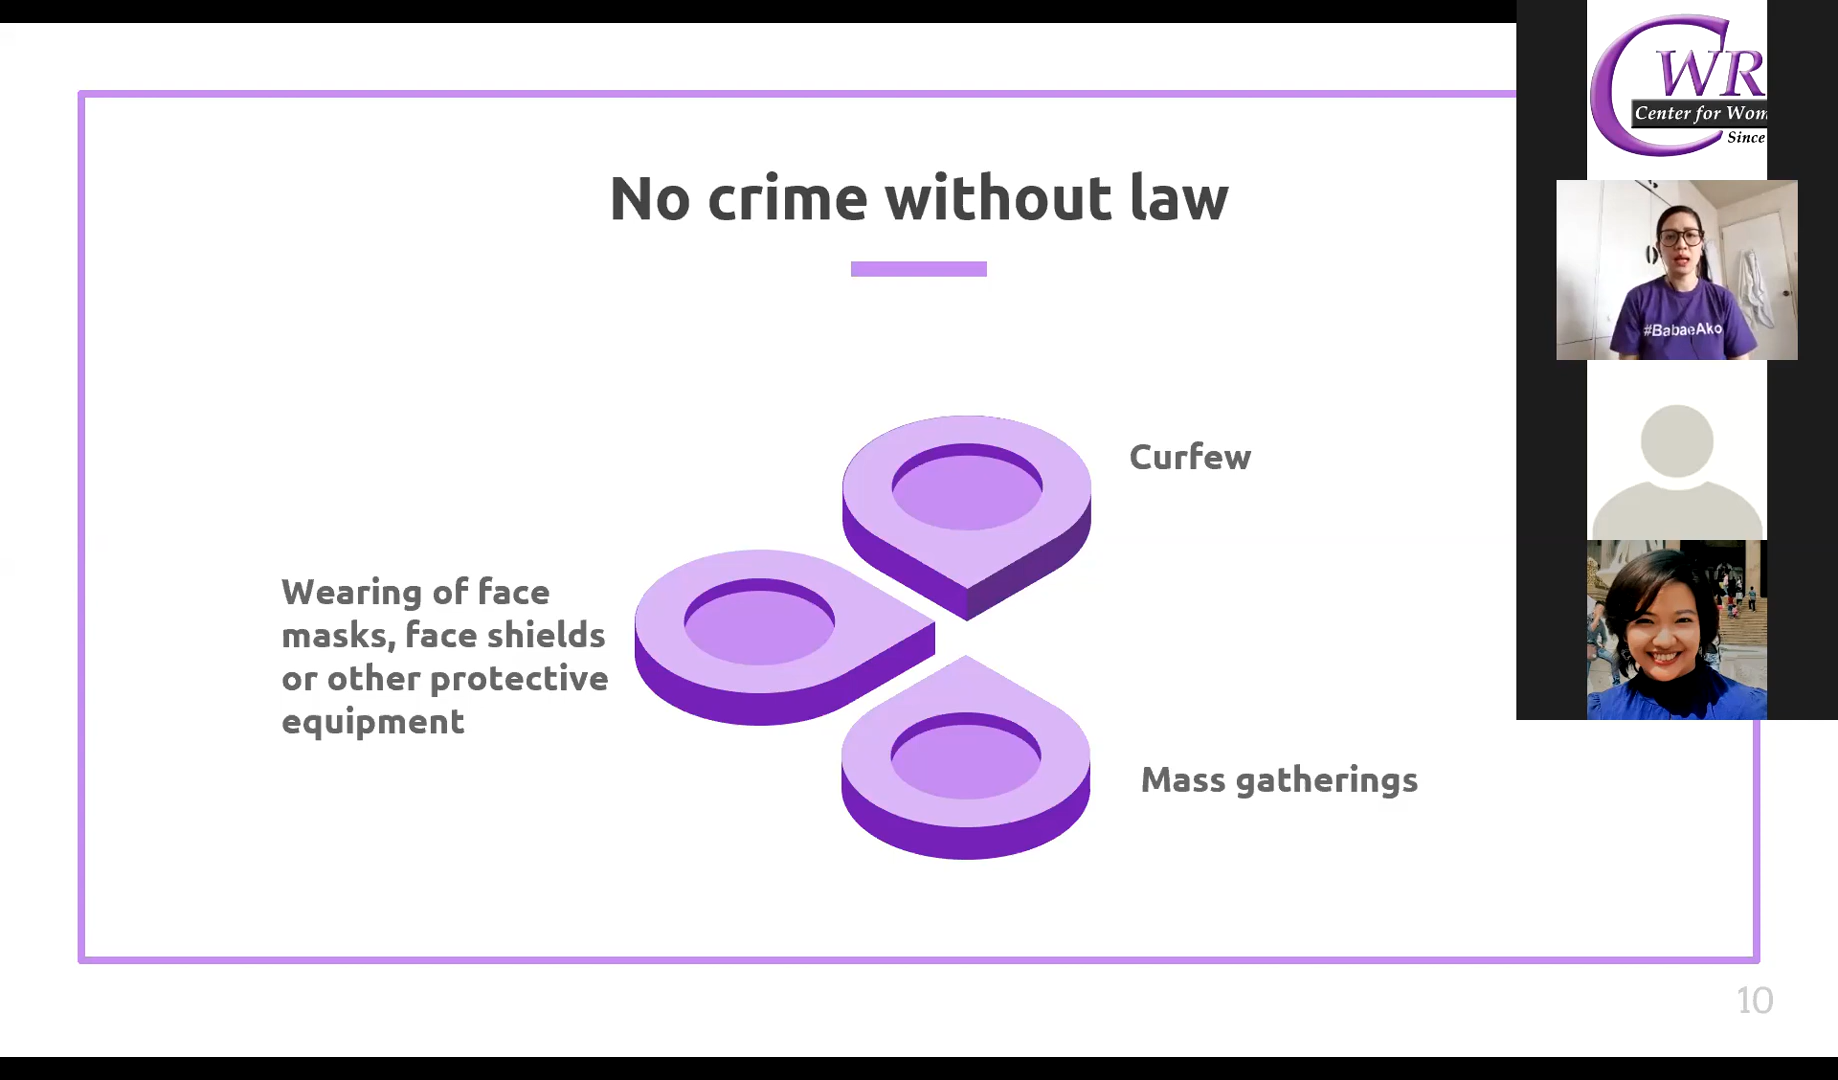 No crime without law
Curfew
Wearing of face
masks, face shields
or other protective
equipment
Mass gatherings
10
CWR
Center for Wom
Since
#BabaeAko